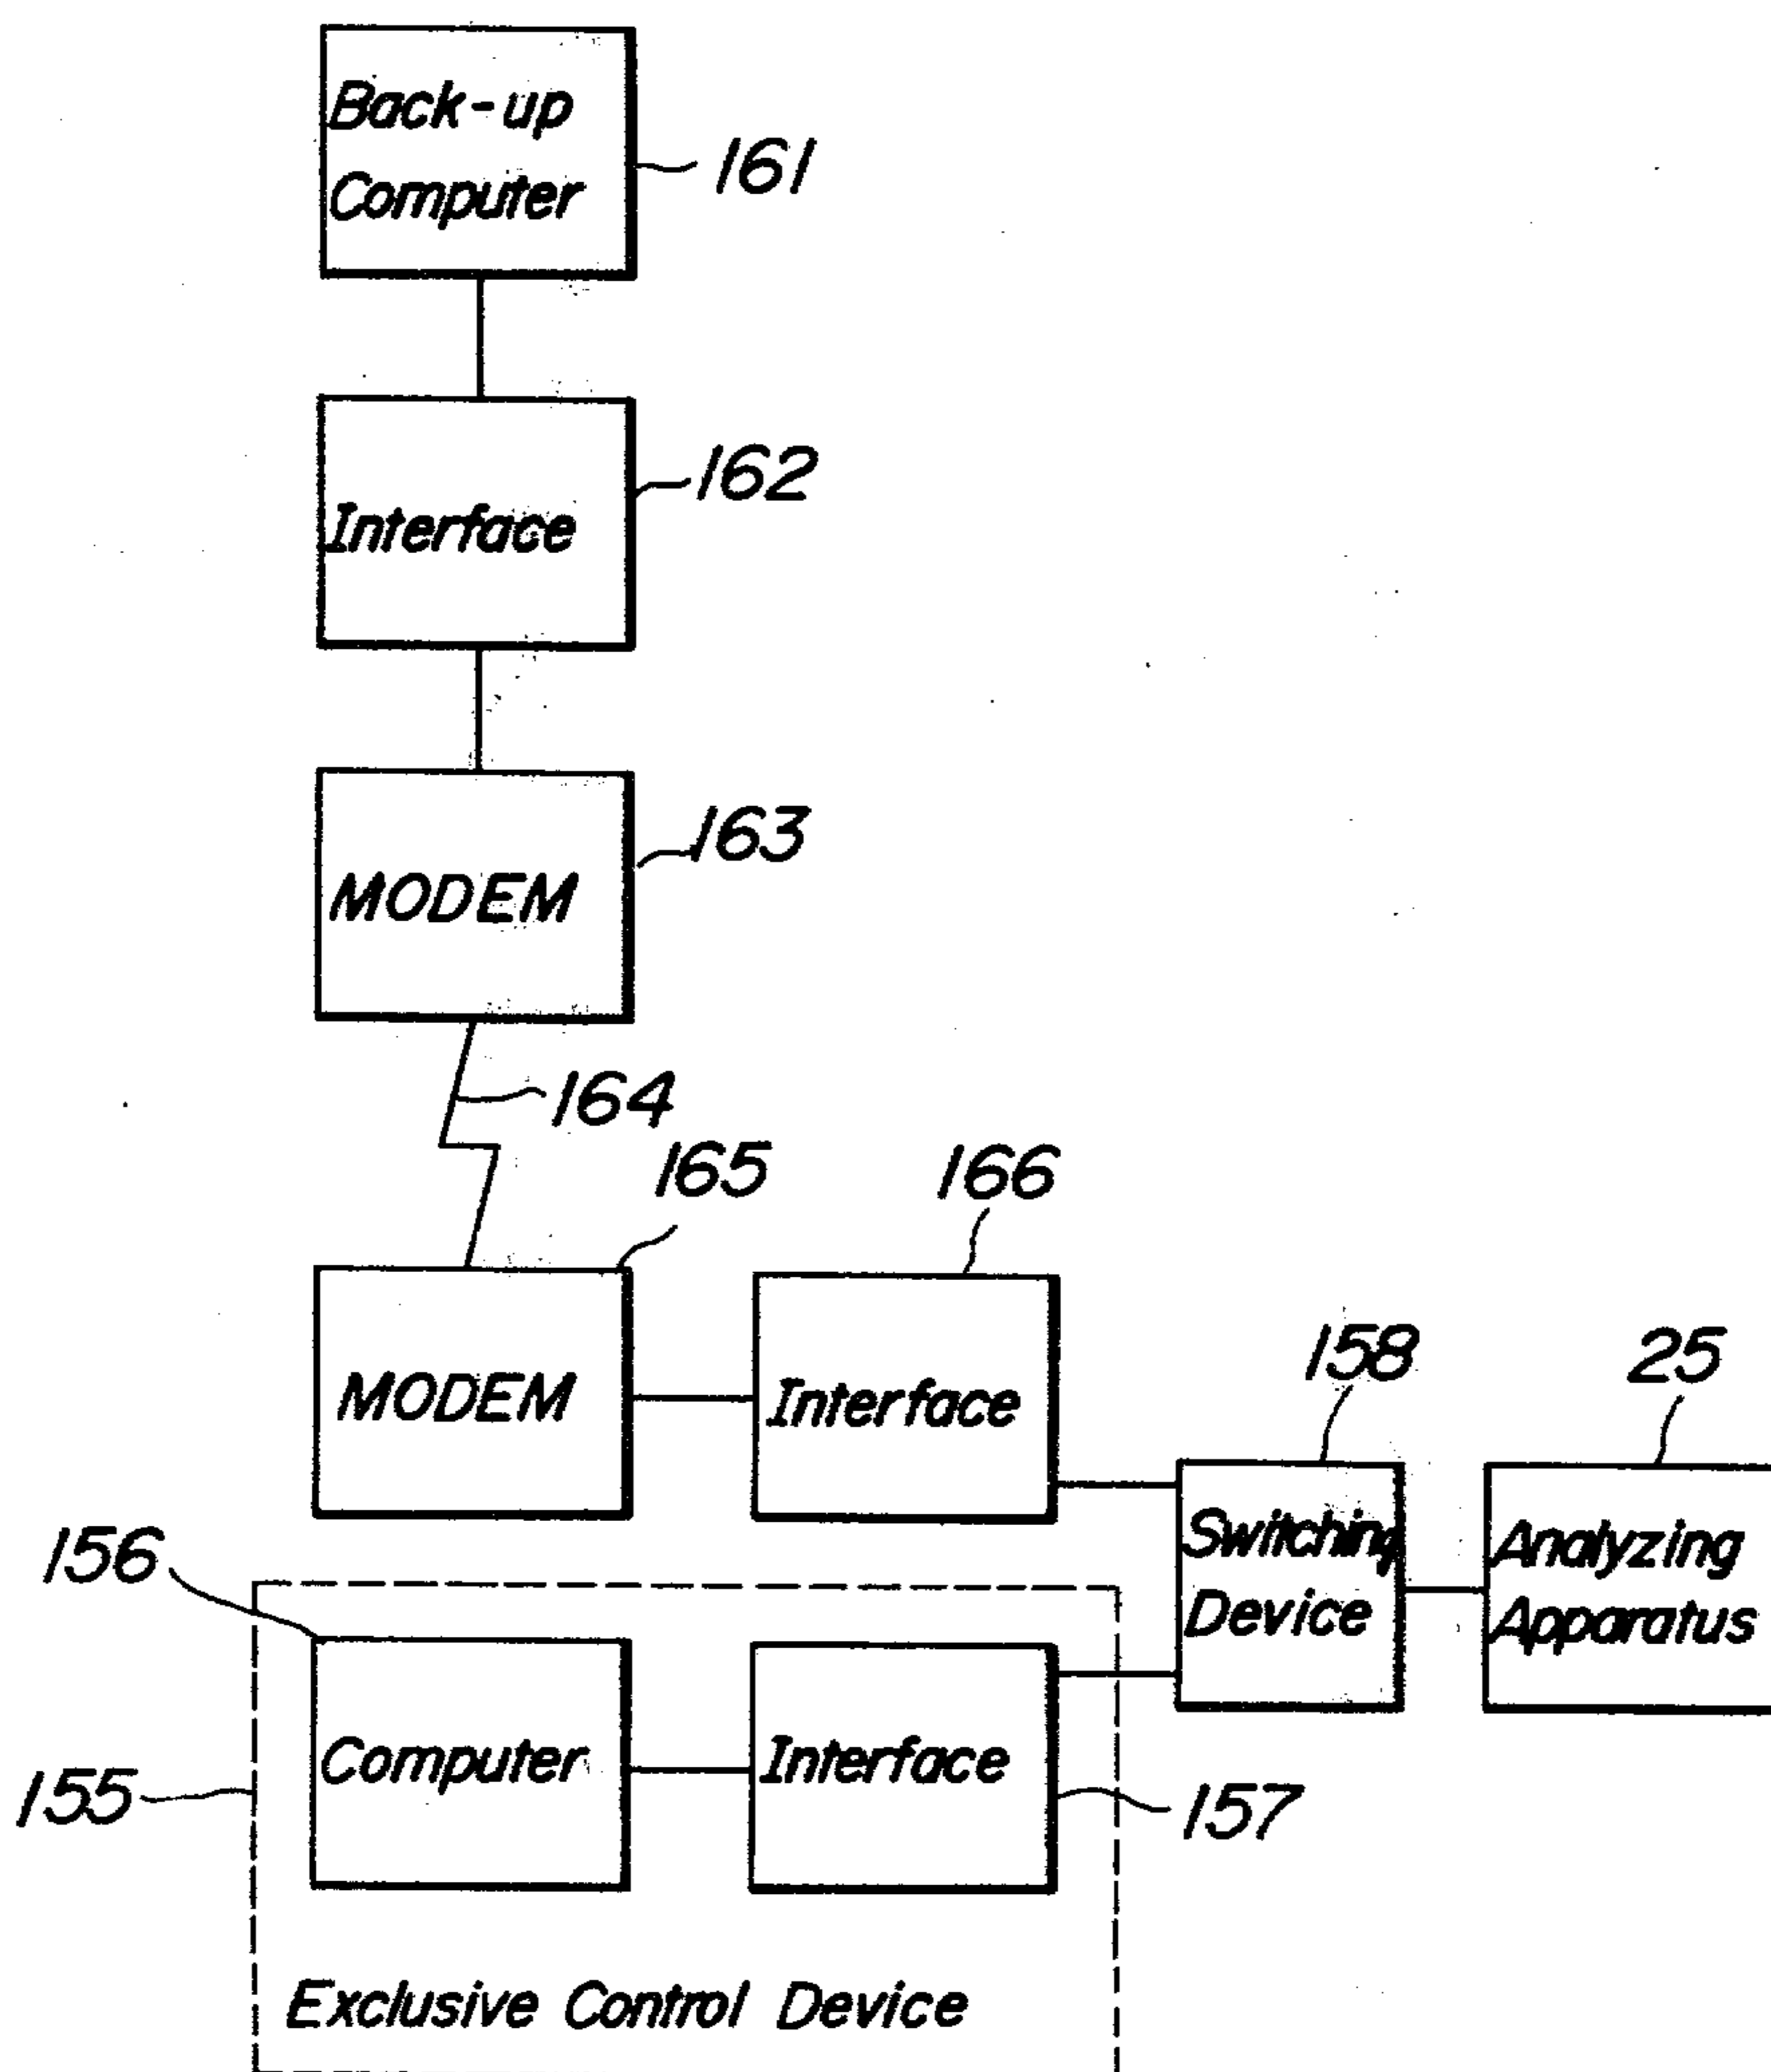 Back-up
Computer
161
Interface
162
MODEM
163
164
165
166
MODEM
Interface
158
25
Switching
Device
Analyzing
Apparatus
156
Computer
Interface
155
157
Exclusive Control Device